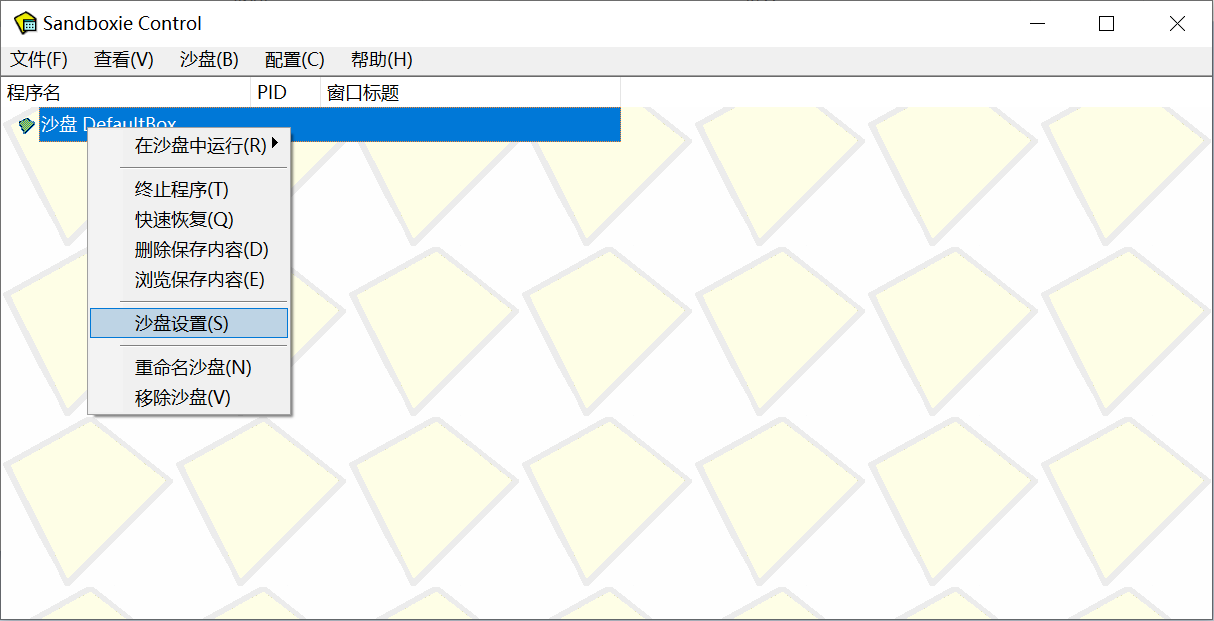 Sandboxie Control
文件(F) 查看(V) 沙盘(B) 配置(C) 帮助(H)
程序名 PID 窗口标题
沙盘 DefaultBox
在沙盘中运行(R)
终止程序(T)
快速恢复(Q)
删除保存内容(D)
浏览保存内容(E)
沙盘设置(S)
重命名沙盘(N)
移除沙盘(V)